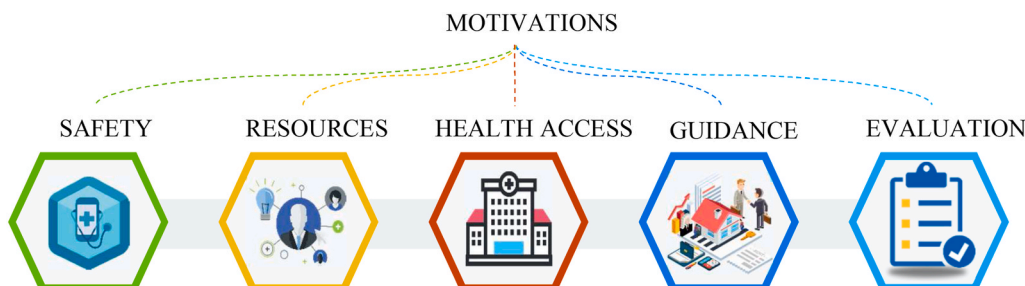 MOTIVATIONS
SAFETY
RESOURCES
HEALTH ACCESS
GUIDANCE
EVALUATION